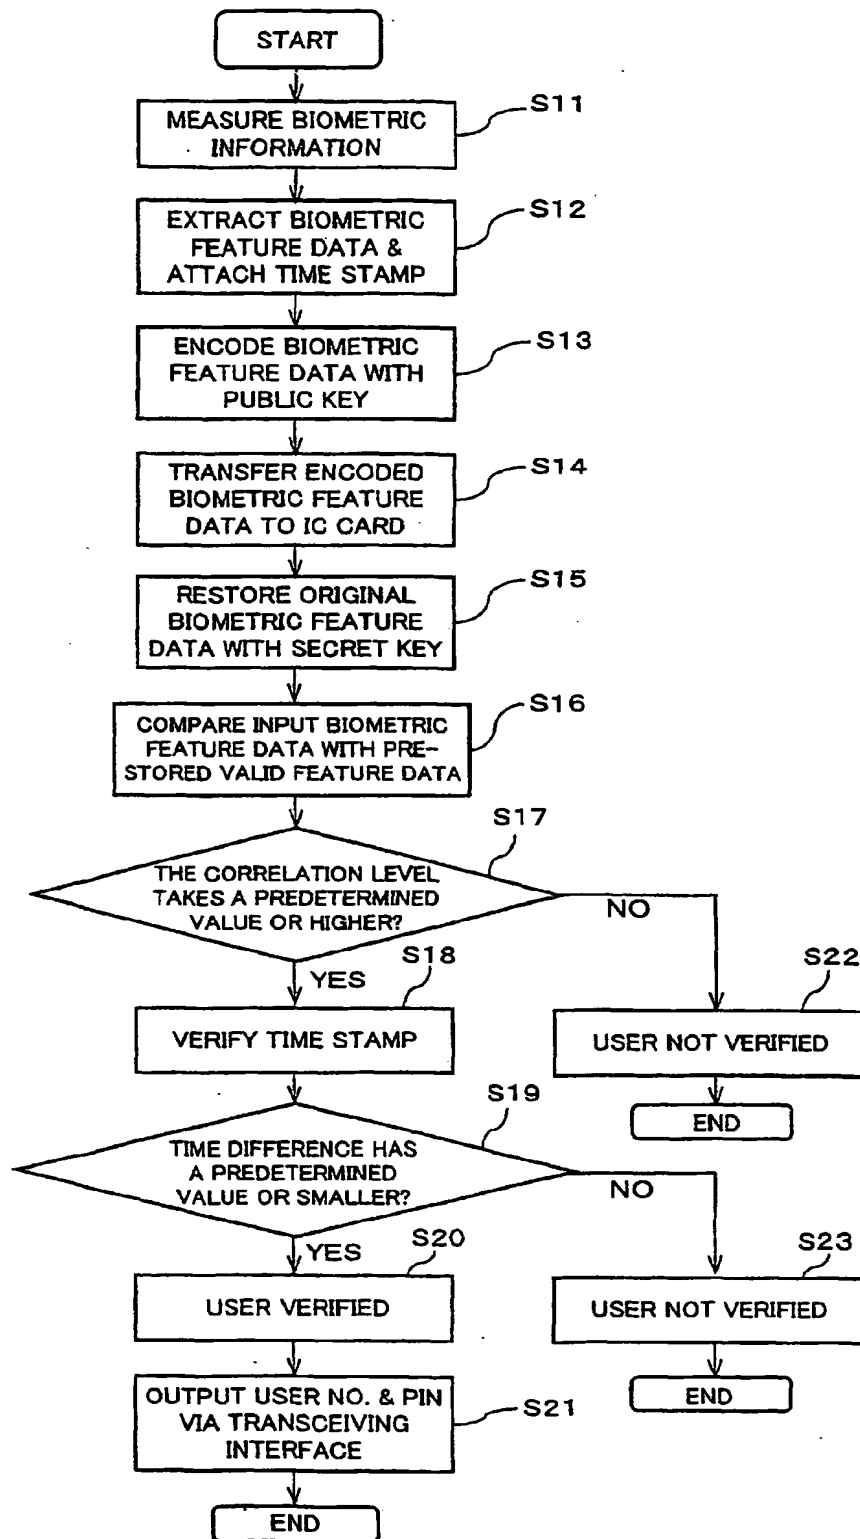 START
S11
MEASURE BIOMETRIC
INFORMATION
S12
EXTRACT BIOMETRIC
FEATURE DATA &
ATTACH TIME STAMP
S13
ENCODE BIOMETRIC
FEATURE DATA WITH
PUBLIC KEY
S14
TRANSFER ENCODED
BIOMETRIC FEATURE
DATA TO IC CARD
S15
RESTORE ORIGINAL
BIOMETRIC FEATURE
DATA WITH SECRET KEY
S16
COMPARE INPUT BIOMETRIC
FEATURE DATA WITH PRE-
STORED VALID FEATURE DATA
S17
THE CORRELATION LEVEL
TAKES A PREDETERMINED
VALUE OR HIGHER?
NO
YES
S18
VERIFY TIME STAMP
S22
USER NOT VERIFIED
END
S19
TIME DIFFERENCE HAS
A PREDETERMINED
VALUE OR SMALLER?
NO
YES
S20
USER VERIFIED
S23
USER NOT VERIFIED
END
OUTPUT USER NO. & PIN
VIA TRANSCEIVING
INTERFACE
S21
END